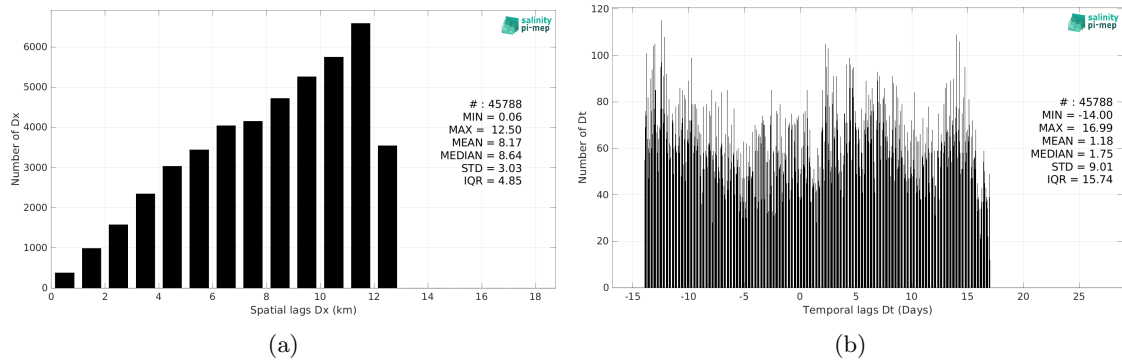 6000
5000
4000
3000
2000
1000
0
Number of Dx
0 2 4 6 8 10 12 14 16 18
Spatial lags Dx (km)
salinity
pi-mep
# : 45788
MIN = 0.06
MAX = 12.50
MEAN = 8.17
MEDIAN = 8.64
STD = 3.03
IQR = 4.85
(a)
120
100
80
60
40
20
0
Number of Dt
-15 -10 -5 0 5 10 15 20 25
Temporal lags Dt (Days)
salinity
pi-mep
# : 45788
MIN = -14.00
MAX = 16.99
MEAN = 1.18
MEDIAN = 1.75
STD = 9.01
IQR = 15.74
(b)